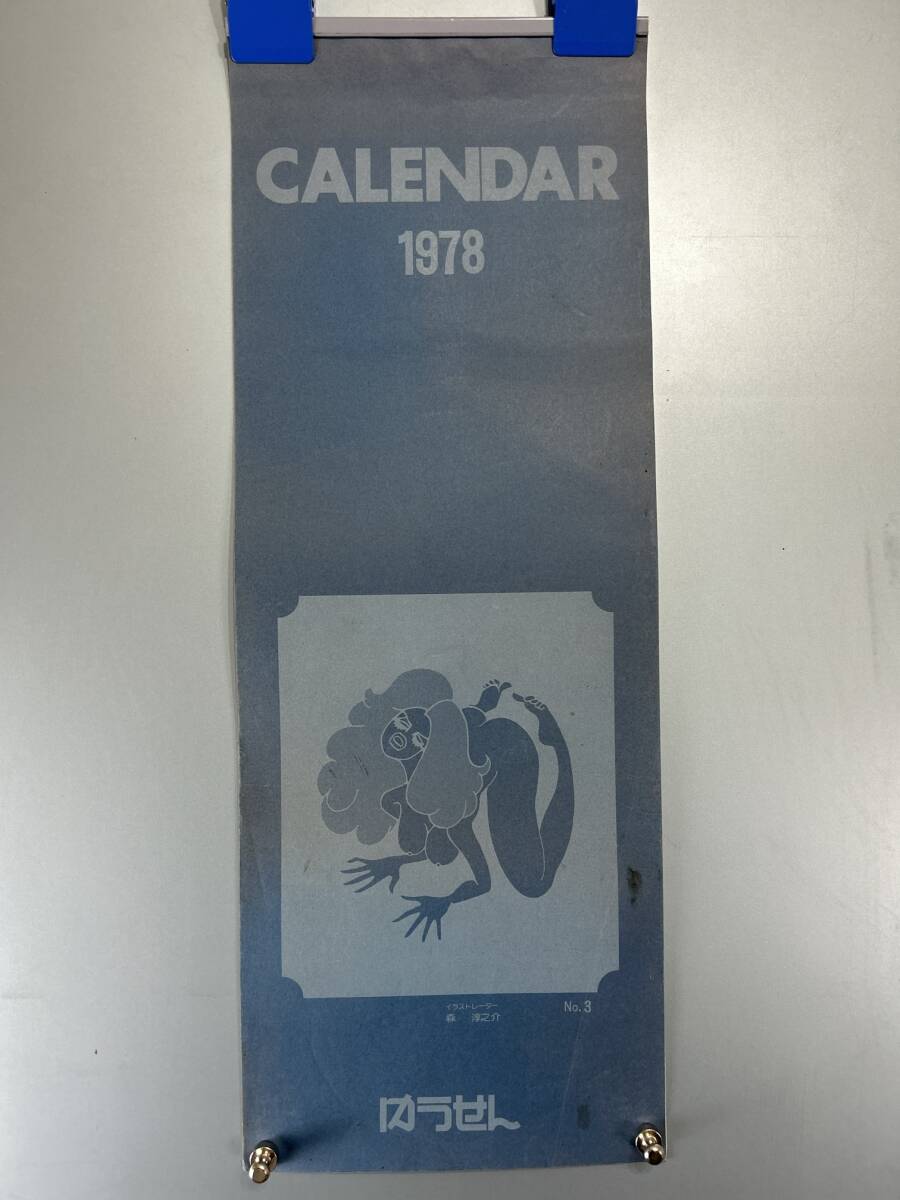 CALENDAR
1978
イラストレーター
森 淳之介
No.3
ゆうせん